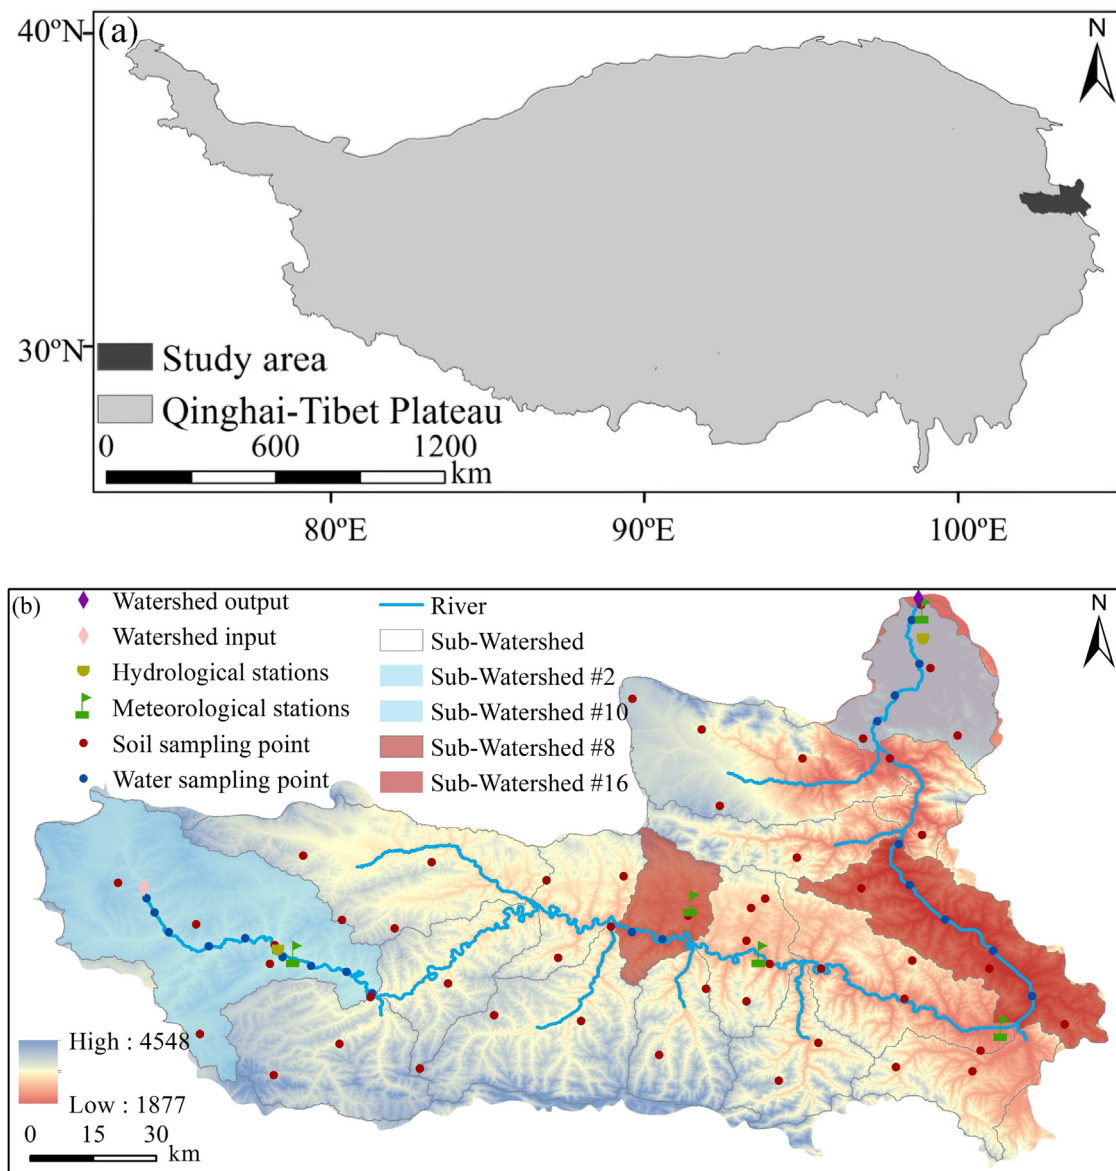 40ºN
(a)
N
30ºN
Study area
Qinghai-Tibet Plateau
0 600 1200
km
80ºE 90ºE 100ºE
(b)
Watershed output
Watershed input
Hydrological stations
Meteorological stations
Soil sampling point
Water sampling point
River
Sub-Watershed
Sub-Watershed #2
Sub-Watershed #10
Sub-Watershed #8
Sub-Watershed #16
N
High : 4548
Low : 1877
0 15 30
km